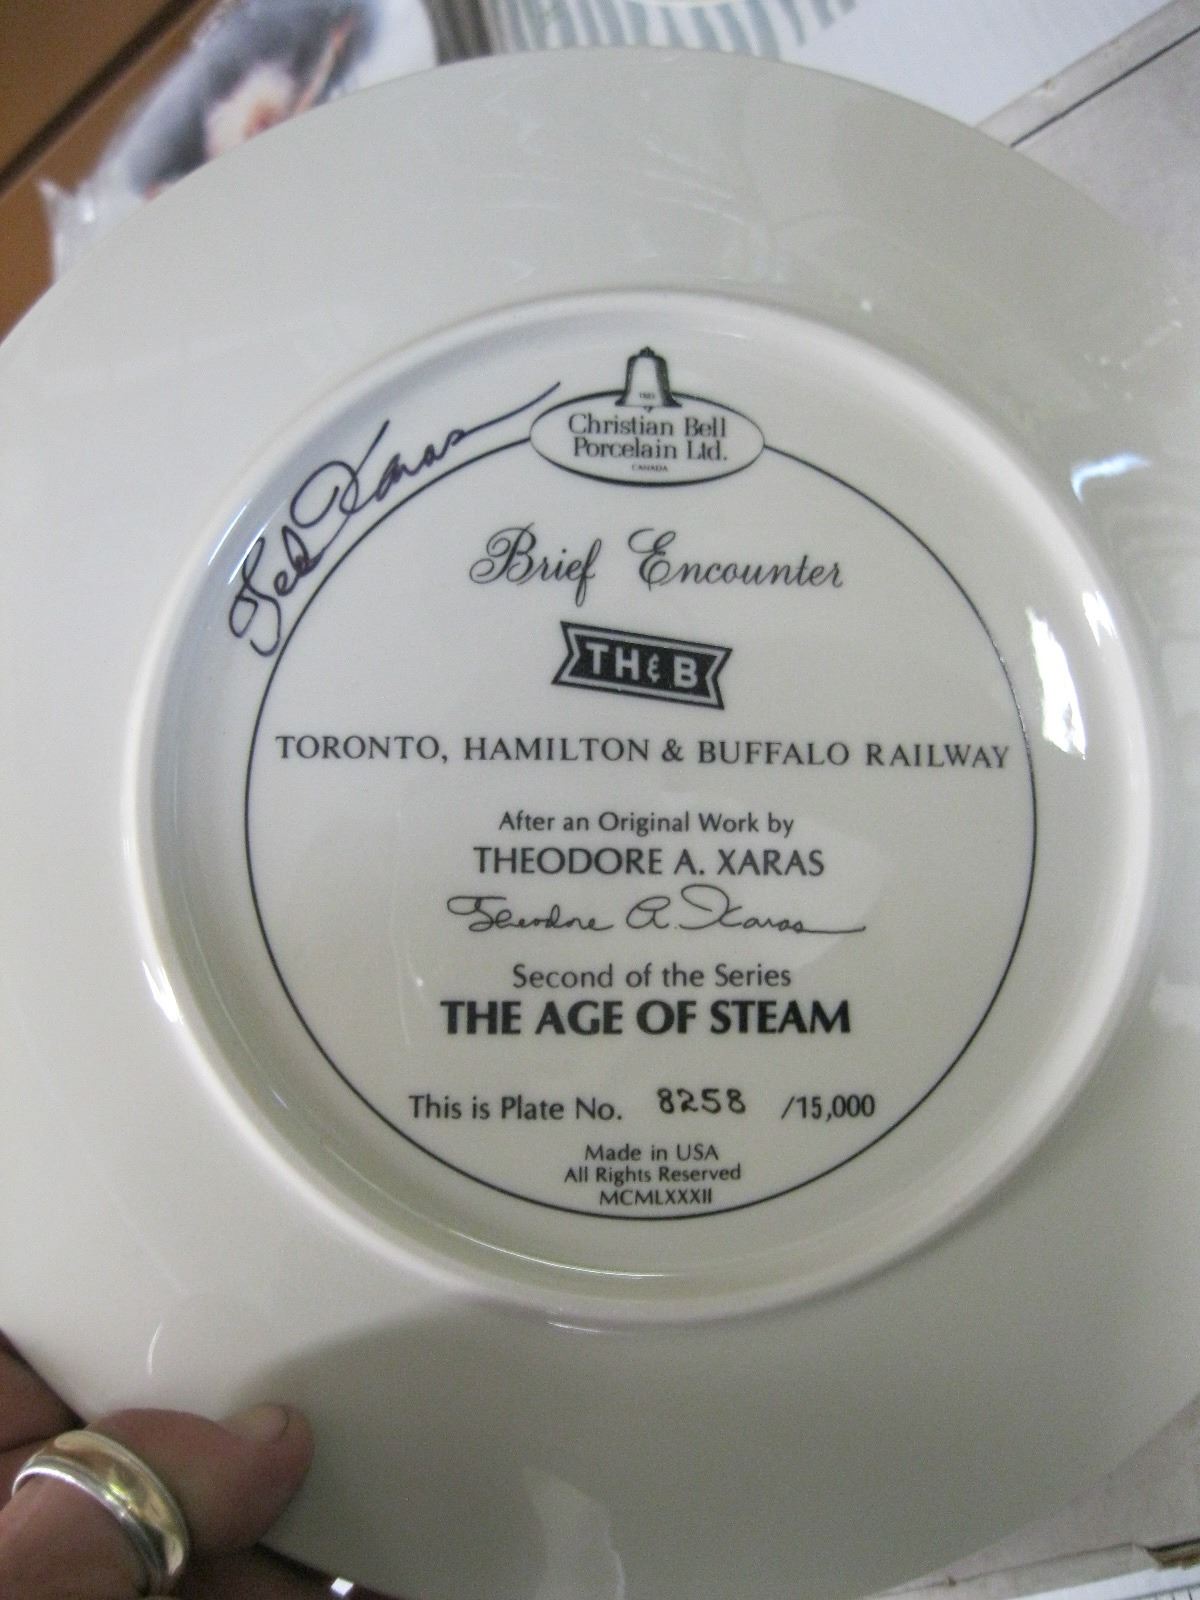 Christian Bell
Porcelain Ltd.
CANADA
Ted Xaras
Brief Encounter
TH & B
TORONTO, HAMILTON & BUFFALO RAILWAY
After an Original Work by
THEODORE A. XARAS
Theodore A. Xaras
Second of the Series
THE AGE OF STEAM
This is Plate No. 8258 /15,000
Made in USA
All Rights Reserved
MCMLXXXII